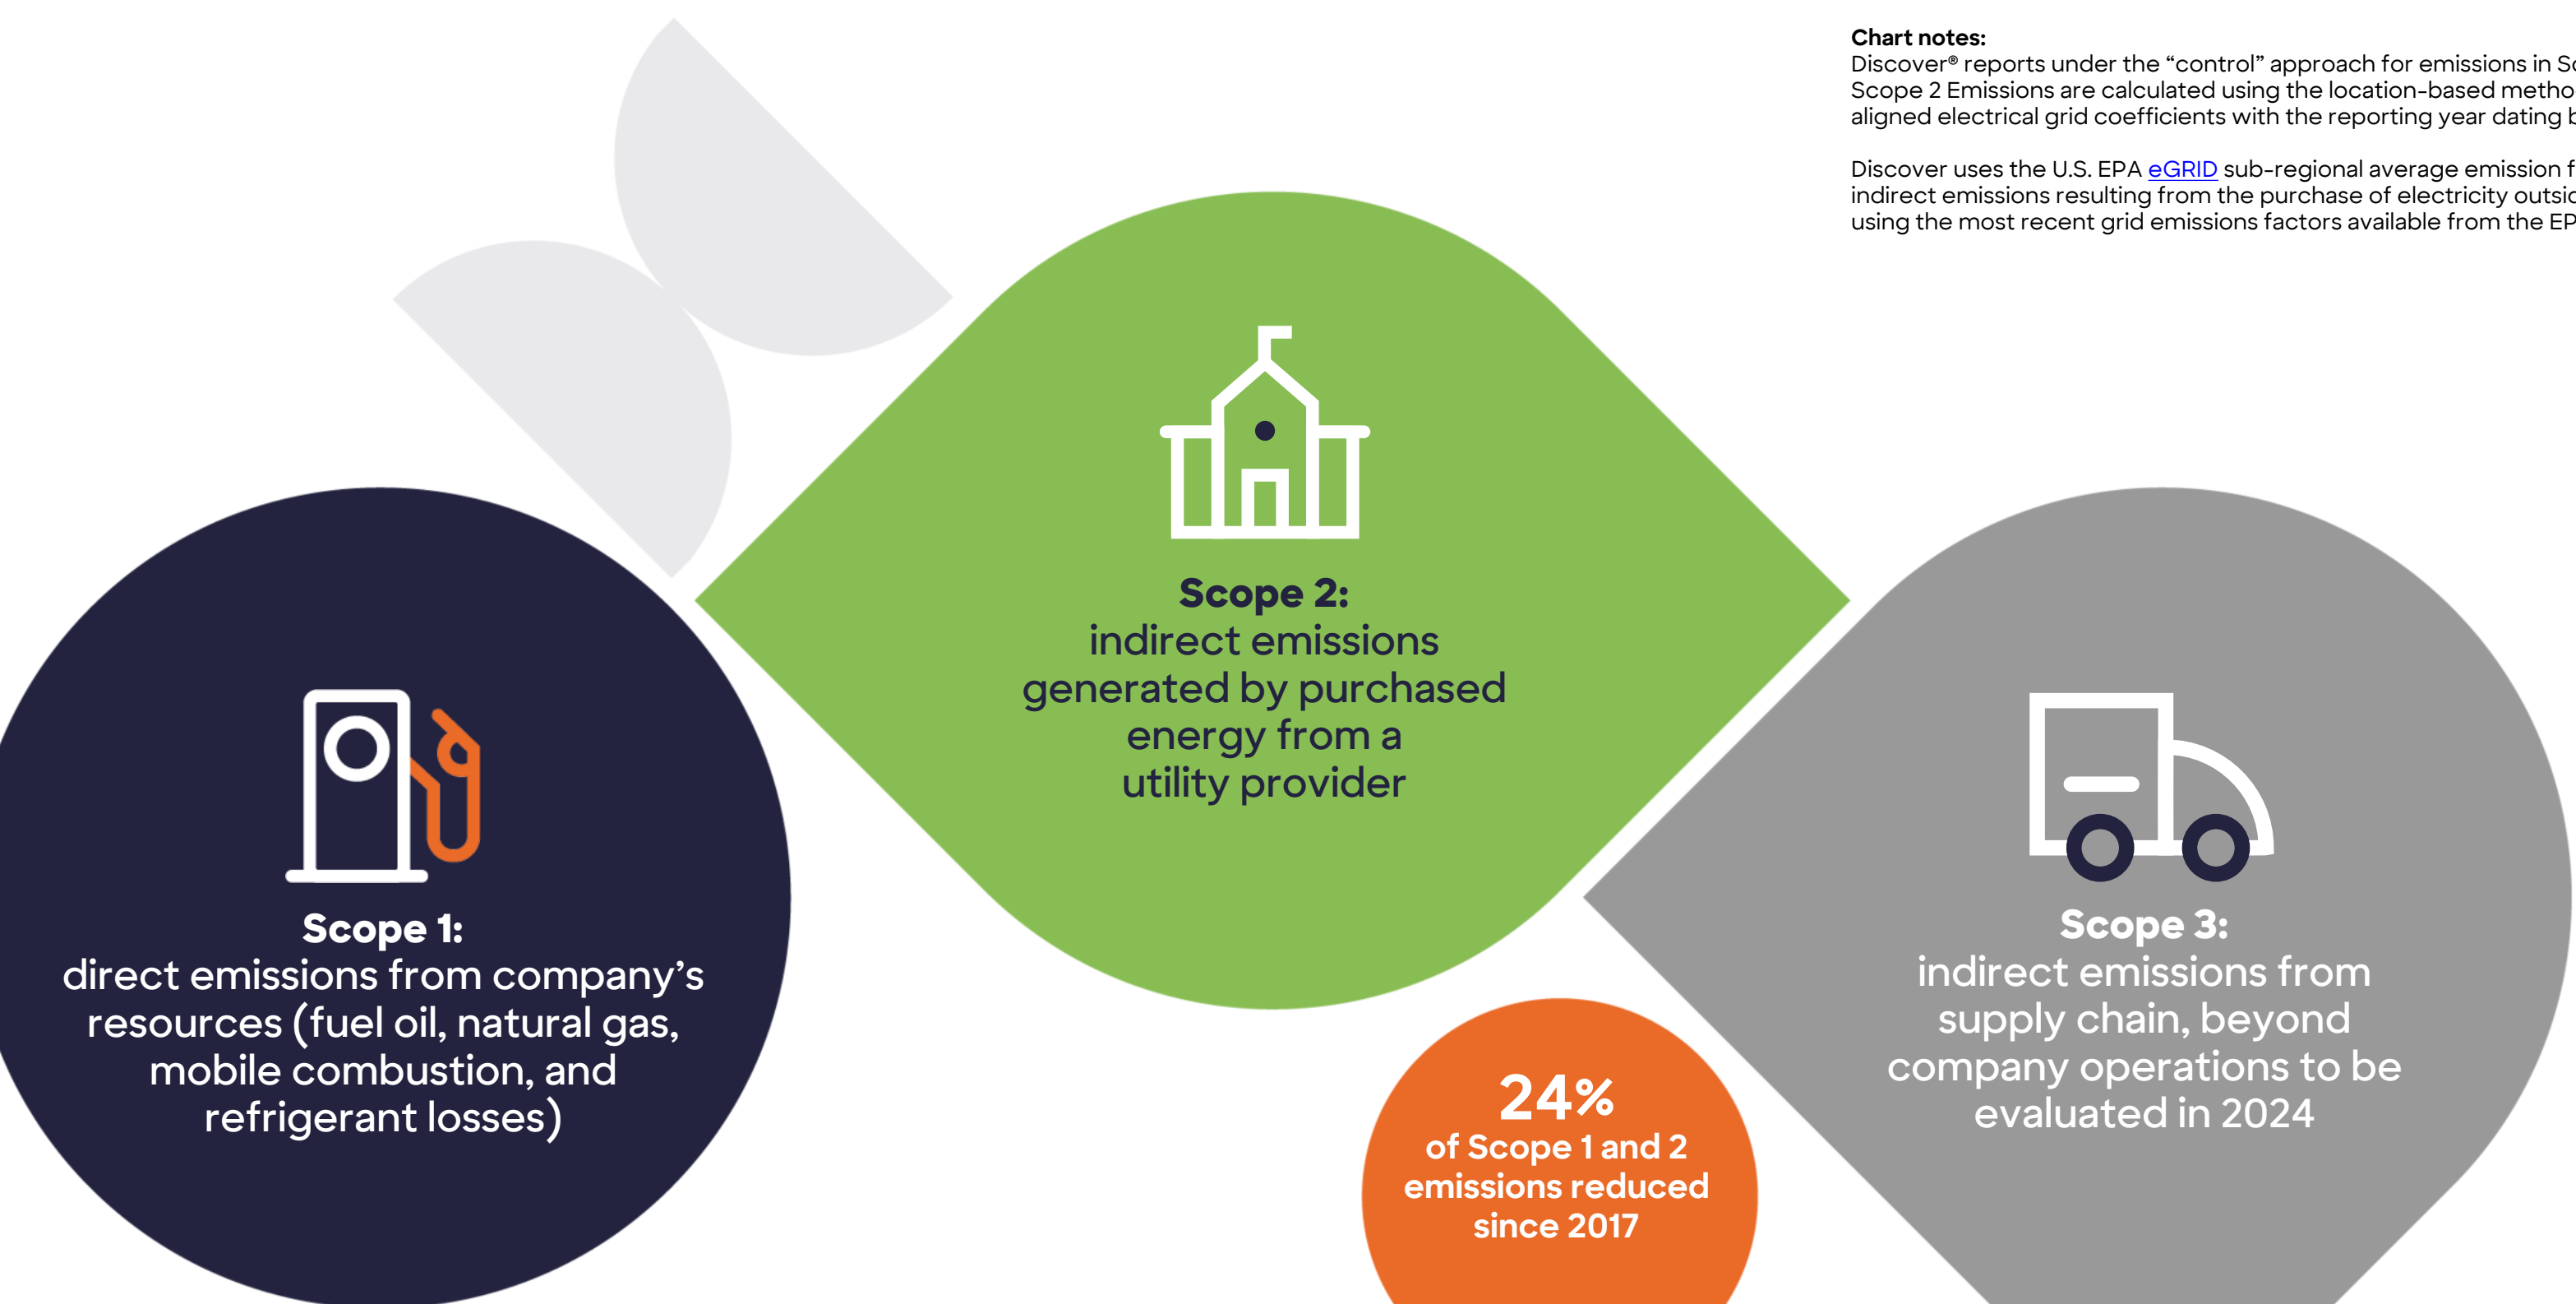 Chart notes:
Discover® reports under the “control” approach for emissions in
Scope 2 Emissions are calculated using the location-based
aligned electrical grid coefficients with the reporting year dating
Discover uses the U.S. EPA eGRID sub-regional average emission
indirect emissions resulting from the purchase of electricity
using the most recent grid emissions factors available from the
Scope 2:
indirect emissions
generated by purchased
energy from a
utility provider
Scope 1:
direct emissions from company’s
resources (fuel oil, natural gas,
mobile combustion, and
refrigerant losses)
Scope 3:
indirect emissions from
supply chain, beyond
company operations to be
evaluated in 2024
24%
of Scope 1 and 2
emissions reduced
since 2017